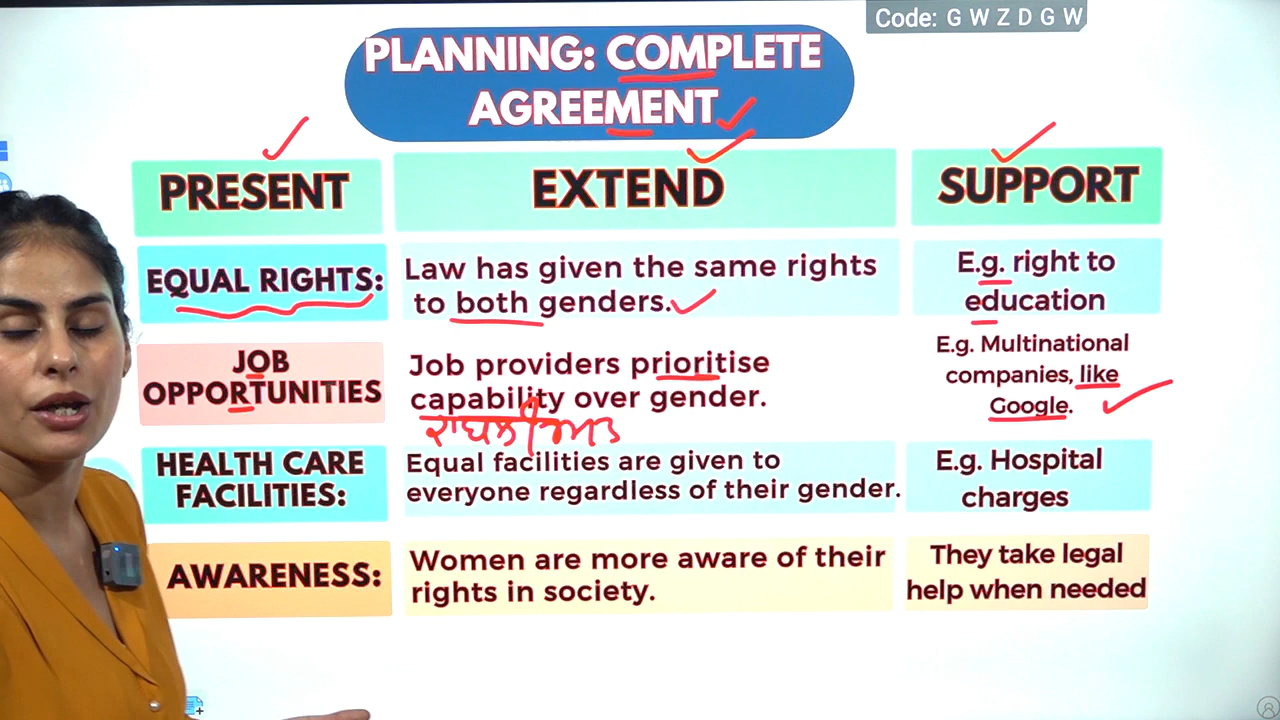 Code: G W Z D G W
PLANNING: COMPLETE
AGREEMENT
PRESENT
EXTEND
SUPPORT
EQUAL RIGHTS:
Law has given the same rights
to both genders.
E.g. right to
education
JOB
OPPORTUNITIES
Job providers prioritise
capability over gender.
ਕਾਬਲੀਅਤ
E.g. Multinational
companies, like
Google.
HEALTH CARE
FACILITIES:
Equal facilities are given to
everyone regardless of their gender.
E.g. Hospital
charges
AWARENESS:
Women are more aware of their
rights in society.
They take legal
help when needed